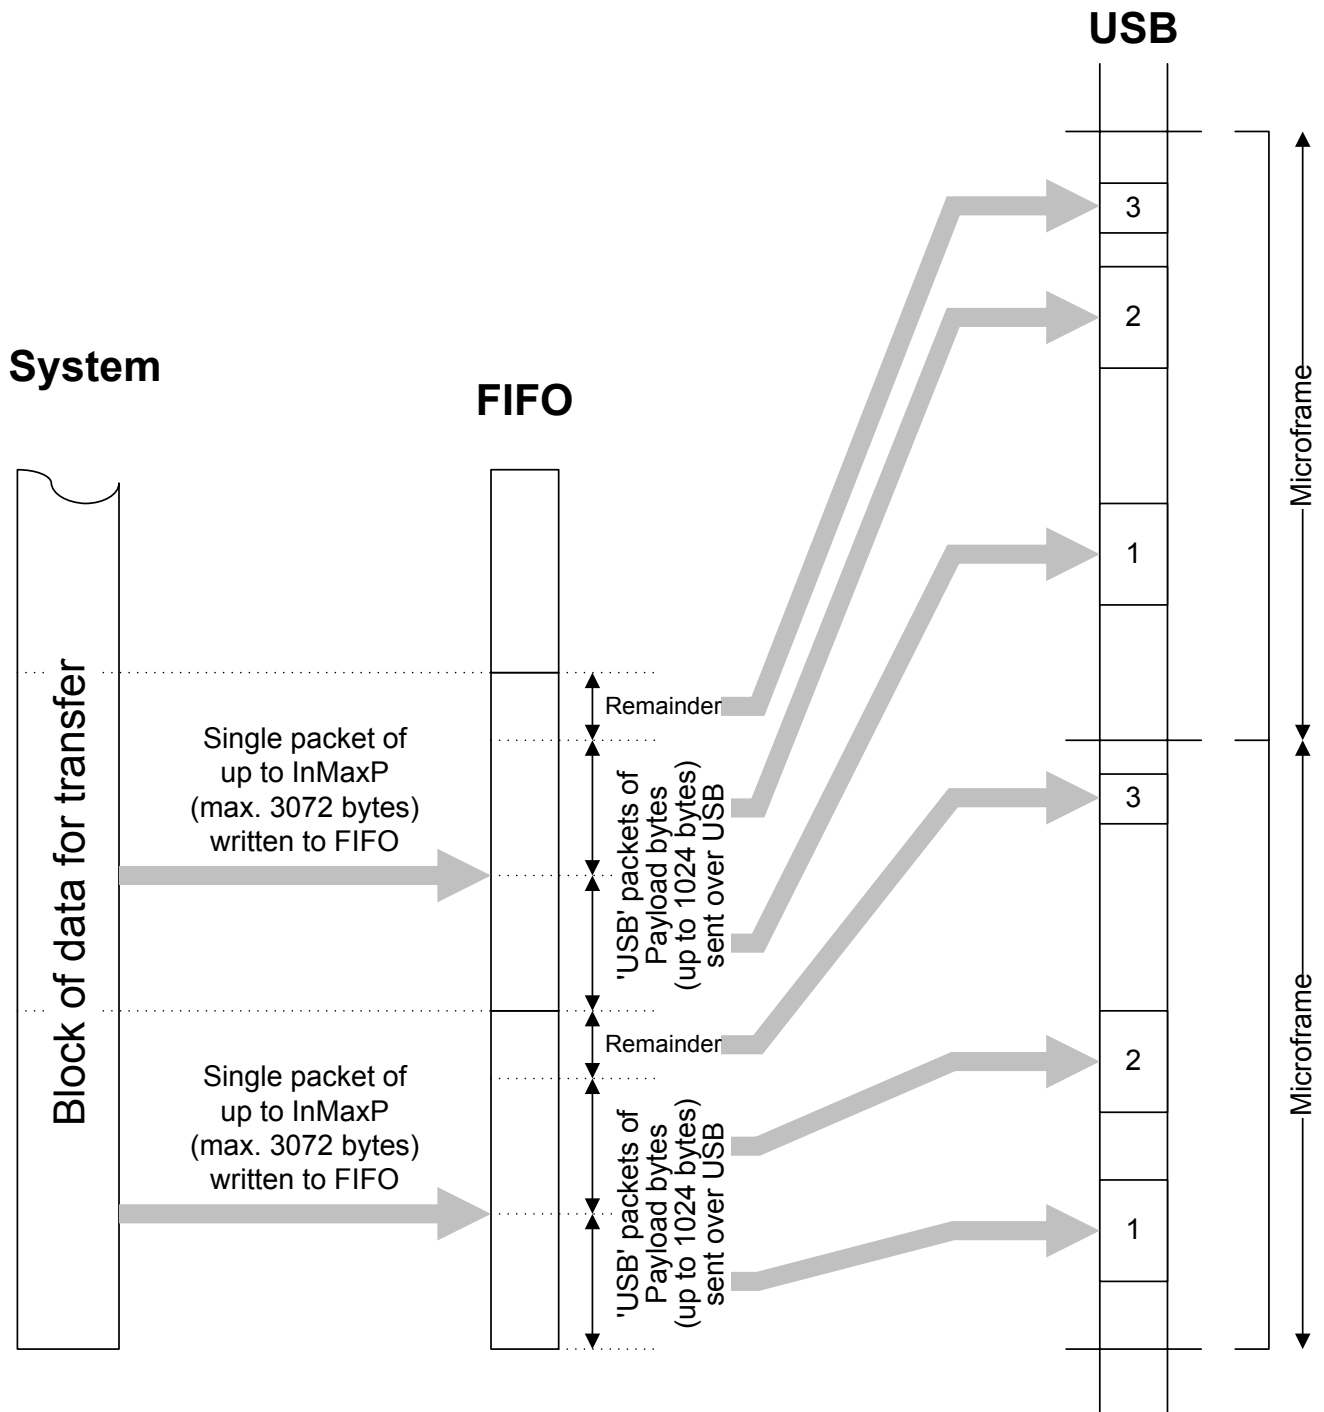 USB
System
FIFO
3
2
1
Microframe
Block of data for transfer
Single packet of
up to InMaxP
(max. 3072 bytes)
written to FIFO
Remainder
'USB' packets of
Payload bytes
(up to 1024 bytes)
sent over USB
3
2
1
Microframe
Single packet of
up to InMaxP
(max. 3072 bytes)
written to FIFO
Remainder
'USB' packets of
Payload bytes
(up to 1024 bytes)
sent over USB